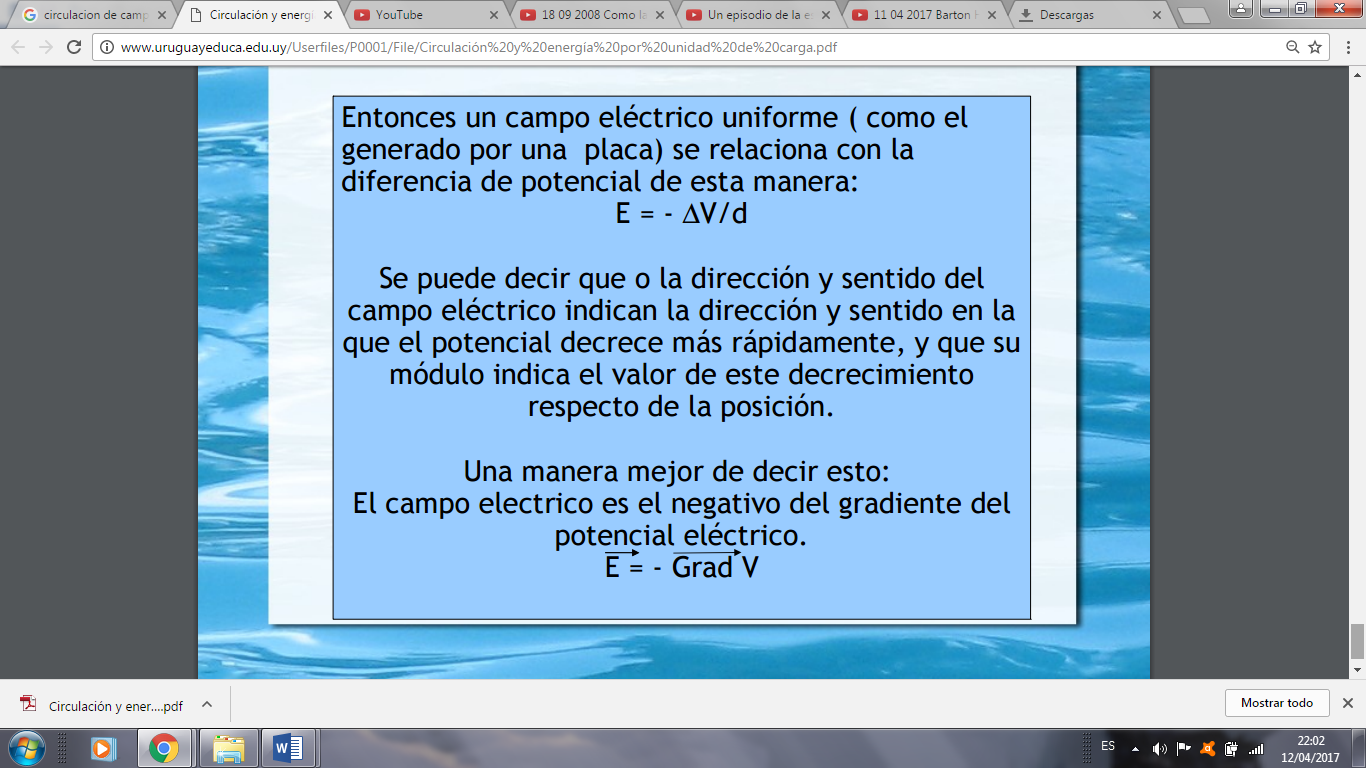 circulacion de camp
Circulación y energí
YouTube
18 09 2008 Como la
Un episodio de la e
11 04 2017 Barton H
Descargas
www.uruguayeduca.edu.uy/Userfiles/P0001/File/Circulación%20y%20energía%20por%20unidad%20de%20carga.pdf
Entonces un campo eléctrico uniforme ( como el
generado por una  placa) se relaciona con la
diferencia de potencial de esta manera:
E = - ΔV/d
Se puede decir que o la dirección y sentido del
campo eléctrico indican la dirección y sentido en la
que el potencial decrece más rápidamente, y que su
módulo indica el valor de este decrecimiento
respecto de la posición.
Una manera mejor de decir esto:
El campo electrico es el negativo del gradiente del
potencial eléctrico.
E = - Grad V
Circulación y ener....pdf
Mostrar todo
ES
22:02
12/04/2017